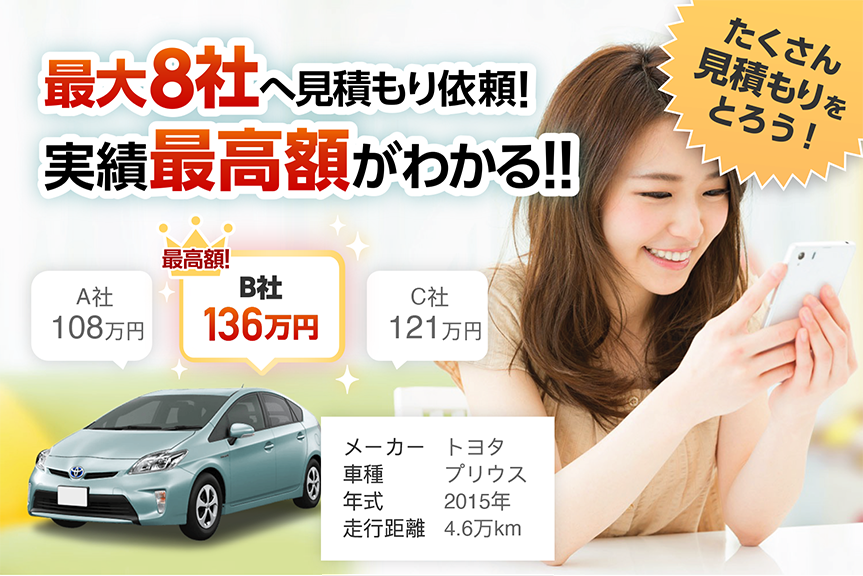 最大8社へ見積もり依頼!
実績最高額がわかる!!
たくさん
見積もりを
とろう!
最高額!
A社
108万円
B社
136万円
C社
121万円
メーカー トヨタ
車種 プリウス
年式 2015年
走行距離 4.6万km